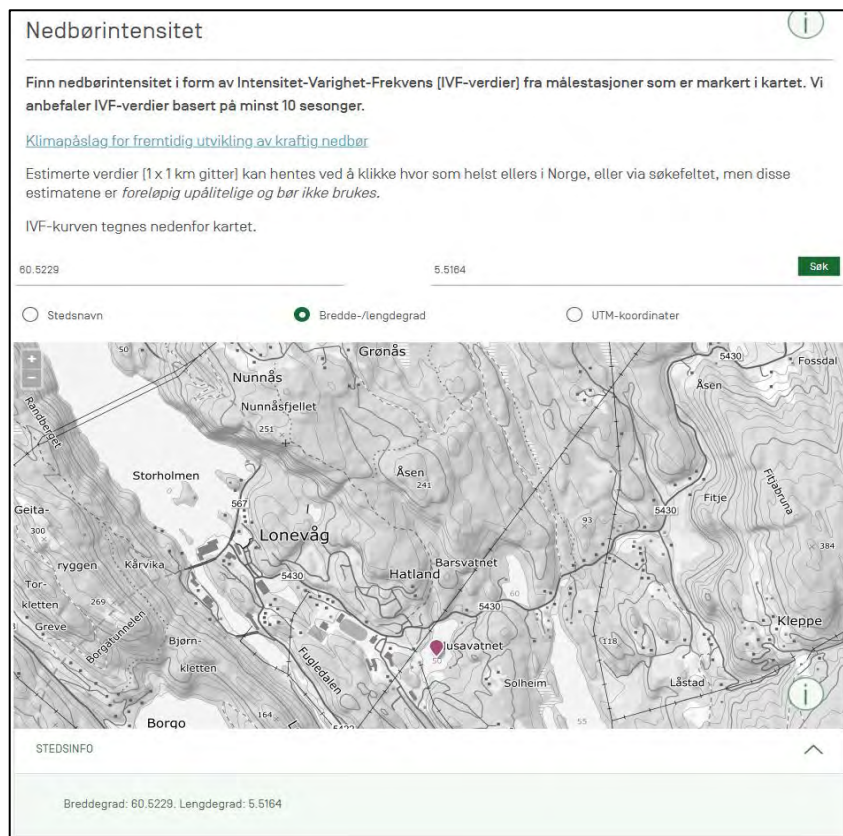 Nedbørintensitet
i
Finn nedbørintensitet i form av Intensitet-Varighet-Frekvens (IVF-verdier) fra målestasjoner som er markert i kartet. Vi
anbefaler IVF-verdier basert på minst 10 sesonger.
Klimapåslag for fremtidig utvikling av kraftig nedbør
Estimerte verdier (1 x 1 km gitter) kan hentes ved å klikke hvor som helst ellers i Norge, eller via søkefeltet, men disse
estimatene er foreløpig upålitelige og bør ikke brukes.
IVF-kurven tegnes nedenfor kartet.
60.5229 5.5164 Søk
Stedsnavn Bredde-/lengdegrad UTM-koordinater
+
−
50
Grønås
5430
Fossdal
Nunnås
Åsen
Randberget
Nunnåsfjellet
251
Åsen
241
Storholmen
Fitjabruna
Fitje
567
Geita-
300
ryggen
Kårvika
Lonevåg
93
5430
384
Barsvatnet
Hatland
60
5430
5430
Tor-
kletten
269
Greve
Borgatunnelen
Bjørn-
kletten
Fugledalen
Jusavatnet
50
118
Kleppe
Solheim
Låstad
Borgo
164
55
i
STEDSINFO
Breddegrad: 60.5229. Lengdegrad: 5.5164